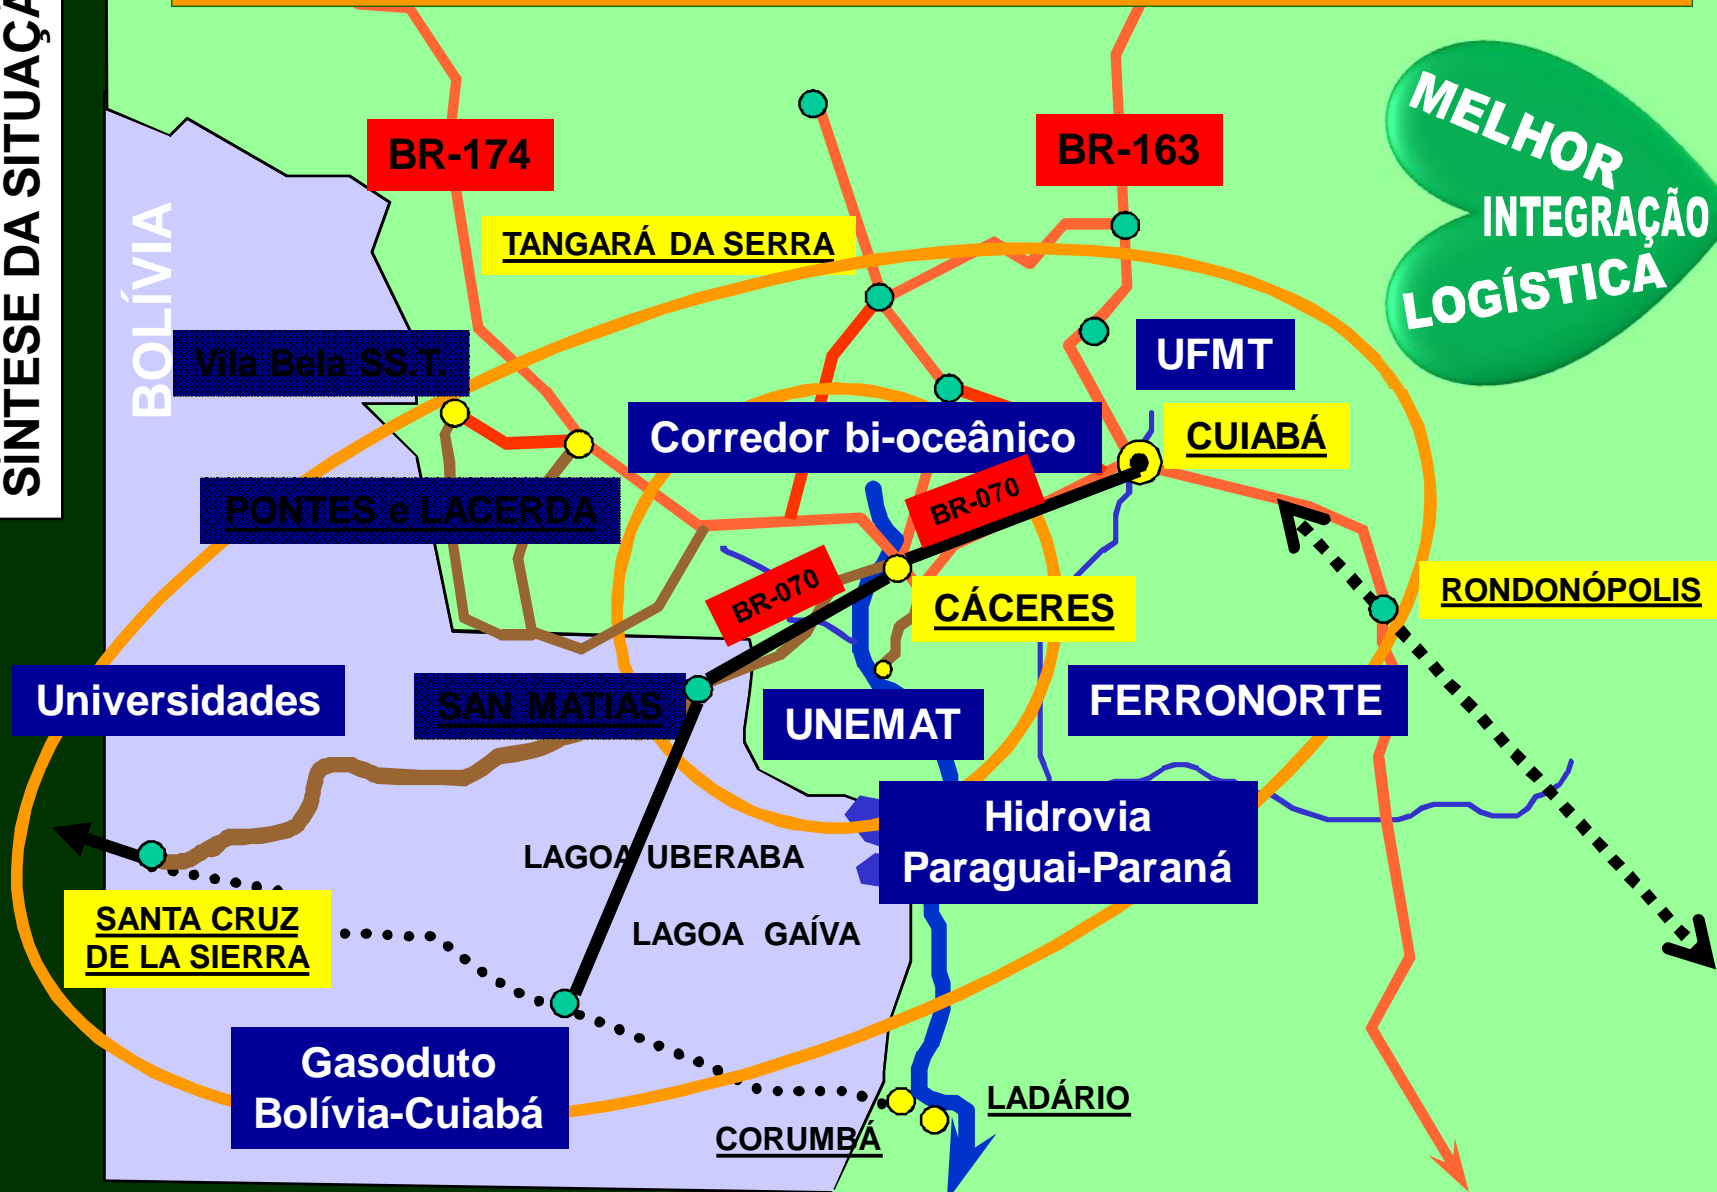 SÍNTESE DA SITUAÇÃ
BOLÍVIA
BR-174
BR-163
MELHOR
INTEGRAÇÃO
LOGÍSTICA
TANGARÁ DA SERRA
Vila Bela SS.T.
UFMT
Corredor bi-oceânico
CUIABÁ
PONTES e LACERDA
BR-070
BR-070
CÁCERES
RONDONÓPOLIS
Universidades
SAN MATIAS
UNEMAT
FERRONORTE
Hidrovia
Paraguai-Paraná
LAGOA UBERABA
LAGOA GAÍVA
SANTA CRUZ
DE LA SIERRA
Gasoduto
Bolívia-Cuiabá
LADÁRIO
CORUMBÁ